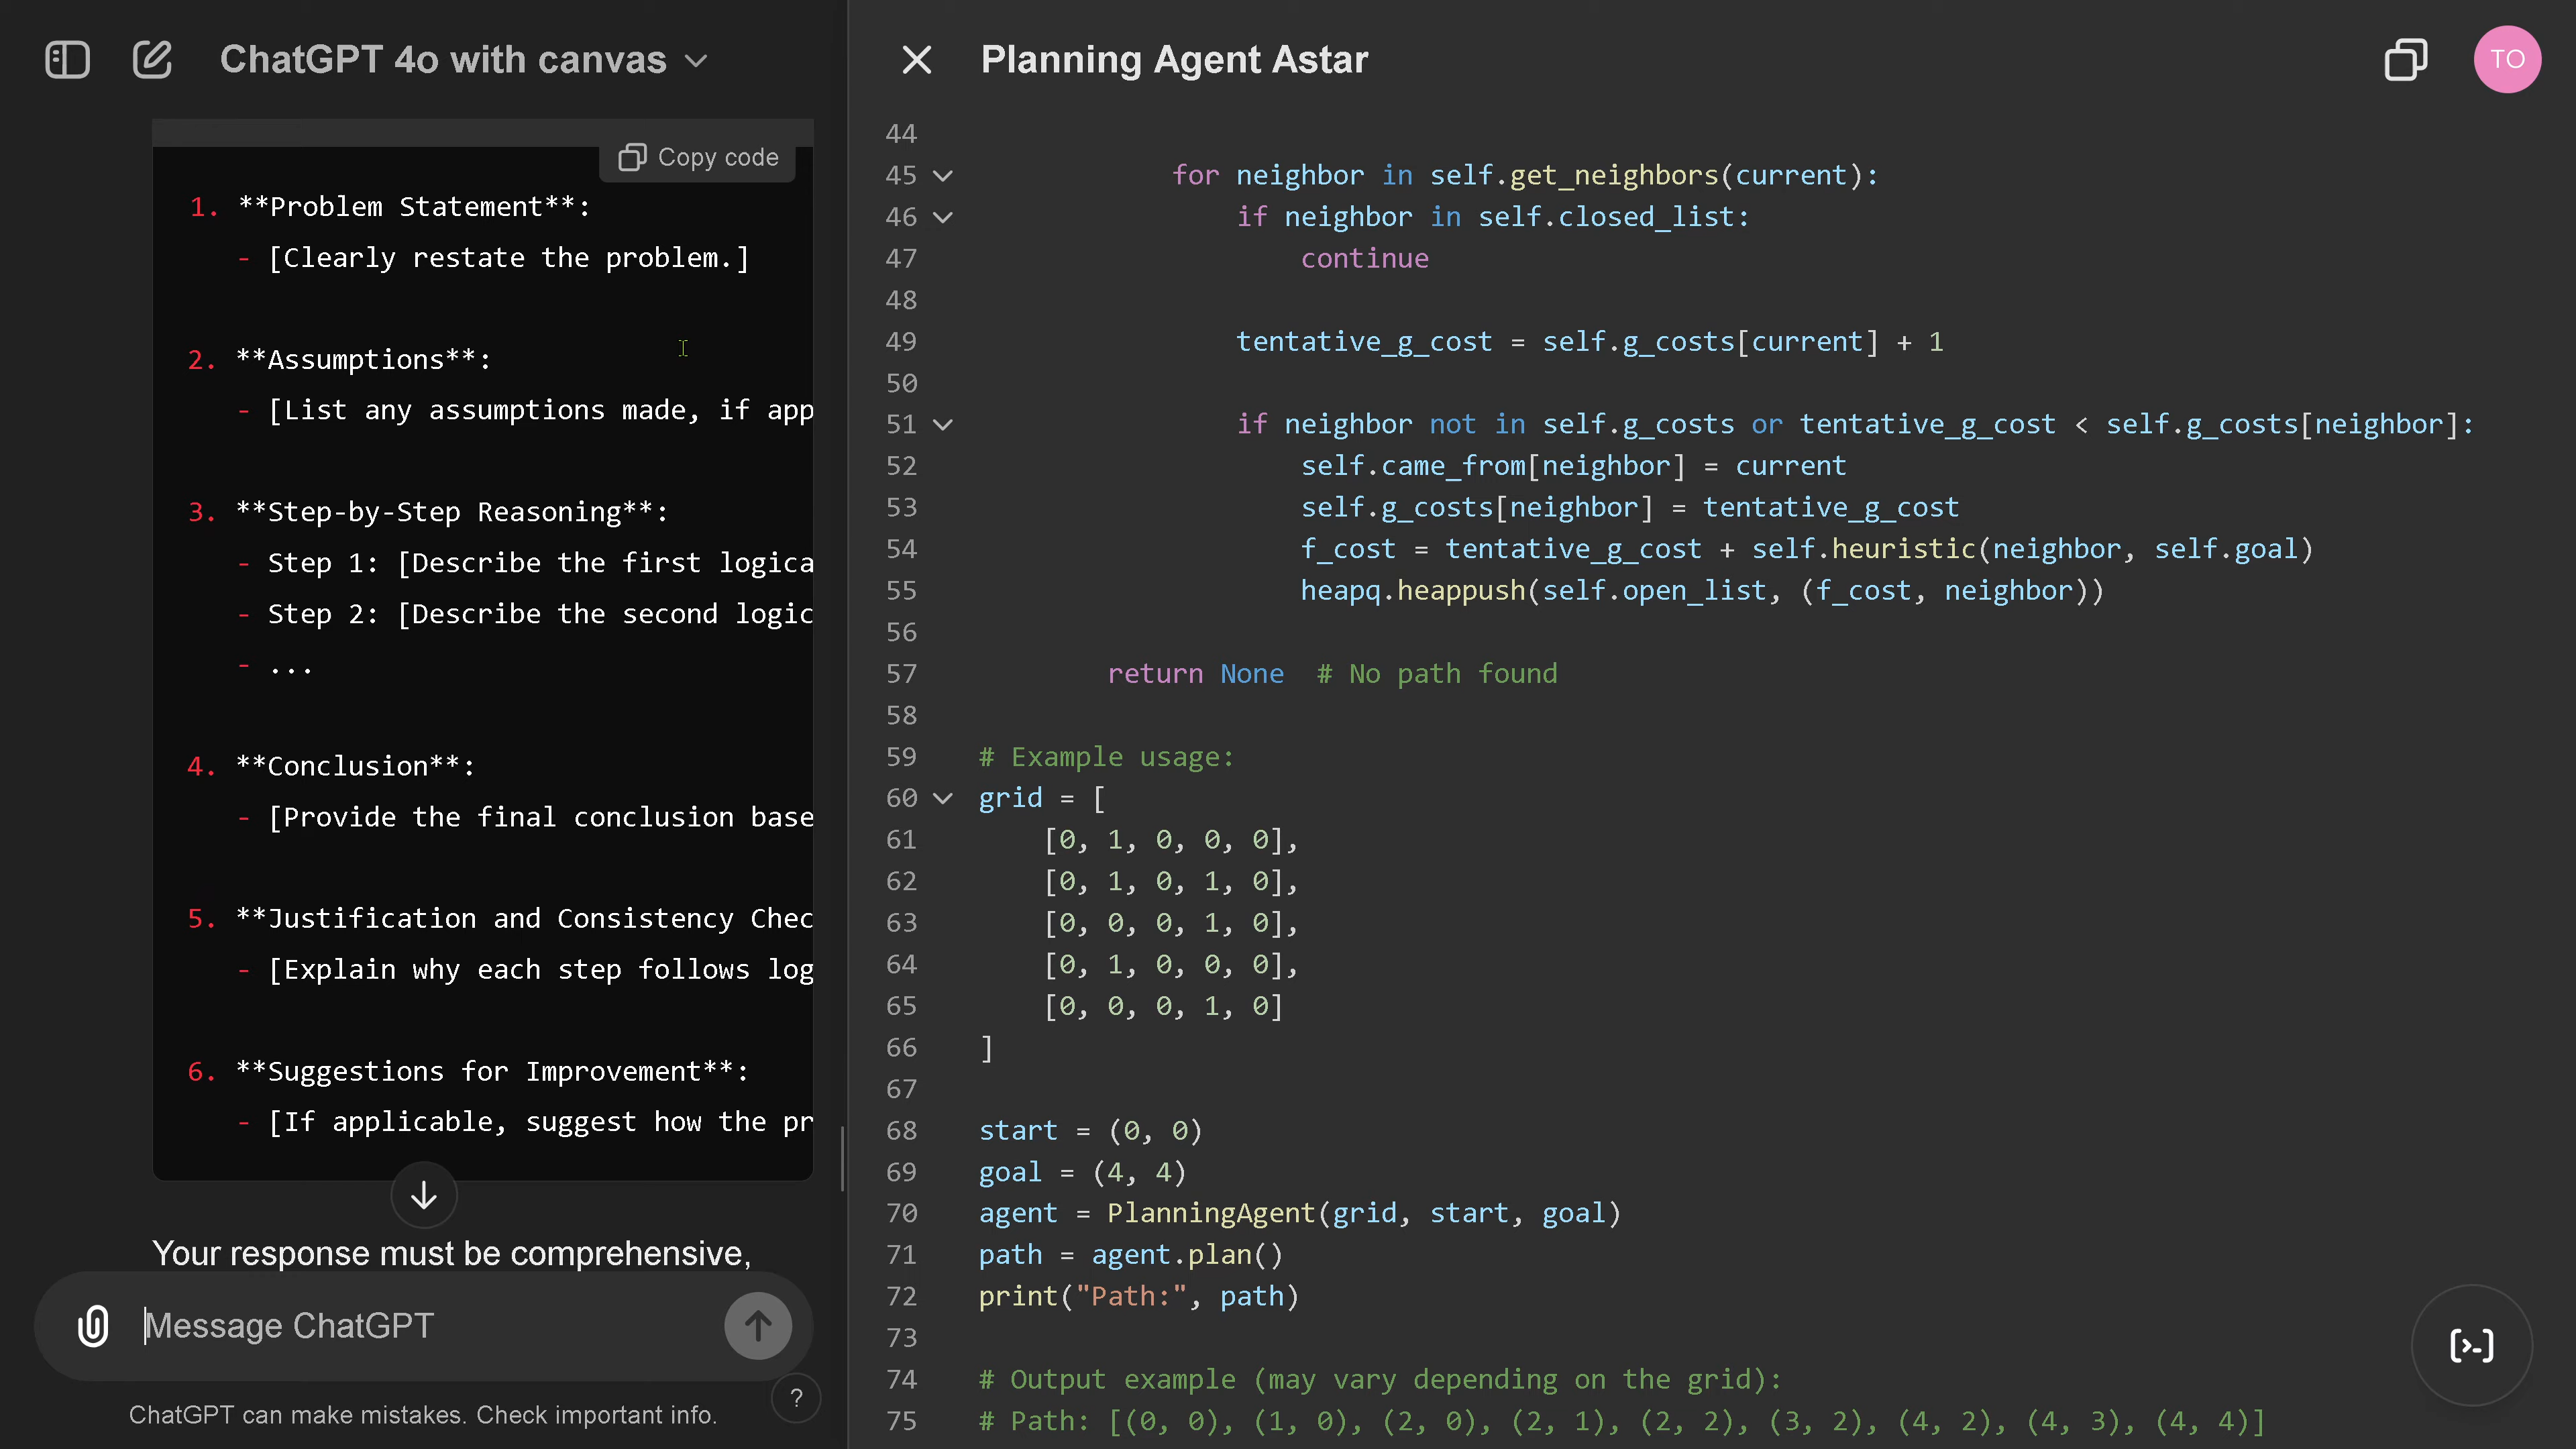 ChatGPT 4o with canvas
Copy code
1. **Problem Statement**:
- [Clearly restate the problem.]
2. **Assumptions**:
- [List any assumptions made, if app
3. **Step-by-Step Reasoning**:
- Step 1: [Describe the first logica
- Step 2: [Describe the second logic
- ...
4. **Conclusion**:
- [Provide the final conclusion base
5. **Justification and Consistency Chec
- [Explain why each step follows log
6. **Suggestions for Improvement**:
- [If applicable, suggest how the pr
Your response must be comprehensive,
Message ChatGPT
?
ChatGPT can make mistakes. Check important info.
Planning Agent Astar
TO
44
45 for neighbor in self.get_neighbors(current):
46 if neighbor in self.closed_list:
47 continue
48
49 tentative_g_cost = self.g_costs[current] + 1
50
51 if neighbor not in self.g_costs or tentative_g_cost < self.g_costs[neighbor]:
52 self.came_from[neighbor] = current
53 self.g_costs[neighbor] = tentative_g_cost
54 f_cost = tentative_g_cost + self.heuristic(neighbor, self.goal)
55 heapq.heappush(self.open_list, (f_cost, neighbor))
56
57 return None # No path found
58
59 # Example usage:
60 grid = [
61 [0, 1, 0, 0, 0],
62 [0, 1, 0, 1, 0],
63 [0, 0, 0, 1, 0],
64 [0, 1, 0, 0, 0],
65 [0, 0, 0, 1, 0]
66 ]
67
68 start = (0, 0)
69 goal = (4, 4)
70 agent = PlanningAgent(grid, start, goal)
71 path = agent.plan()
72 print("Path:", path)
73
74 # Output example (may vary depending on the grid):
75 # Path: [(0, 0), (1, 0), (2, 0), (2, 1), (2, 2), (3, 2), (4, 2), (4, 3), (4, 4)]